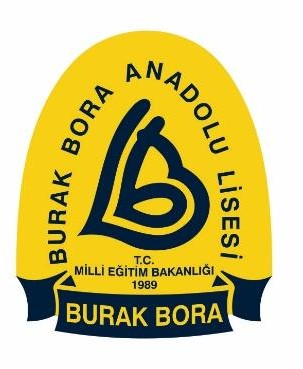 BURAK BORA ANADOLU LİSESİ
T.C.
MİLLİ EĞİTİM BAKANLIĞI
1989
BURAK BORA